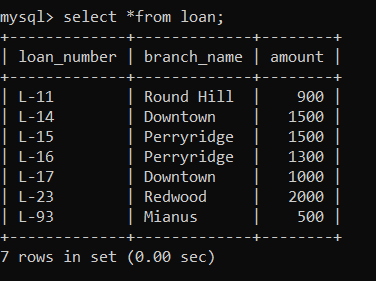 mysql> select *from loan;
+-------------+-------------+--------+
| loan_number | branch_name | amount |
+-------------+-------------+--------+
| L-11        | Round Hill  |    900 |
| L-14        | Downtown    |   1500 |
| L-15        | Perryridge  |   1500 |
| L-16        | Perryridge  |   1300 |
| L-17        | Downtown    |   1000 |
| L-23        | Redwood     |   2000 |
| L-93        | Mianus      |    500 |
+-------------+-------------+--------+
7 rows in set (0.00 sec)